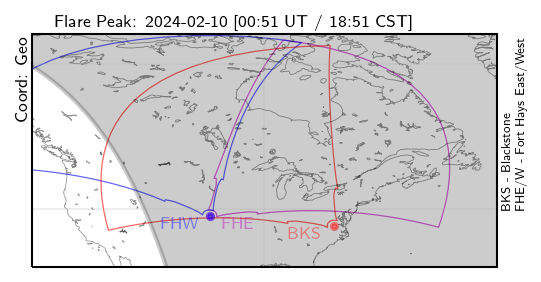 Flare Peak: 2024-02-10 [00:51 UT / 18:51 CST]
Coord: Geo
FHW
FHE
BKS
BKS - Blackstone
FHE/W - Fort Hays East/West